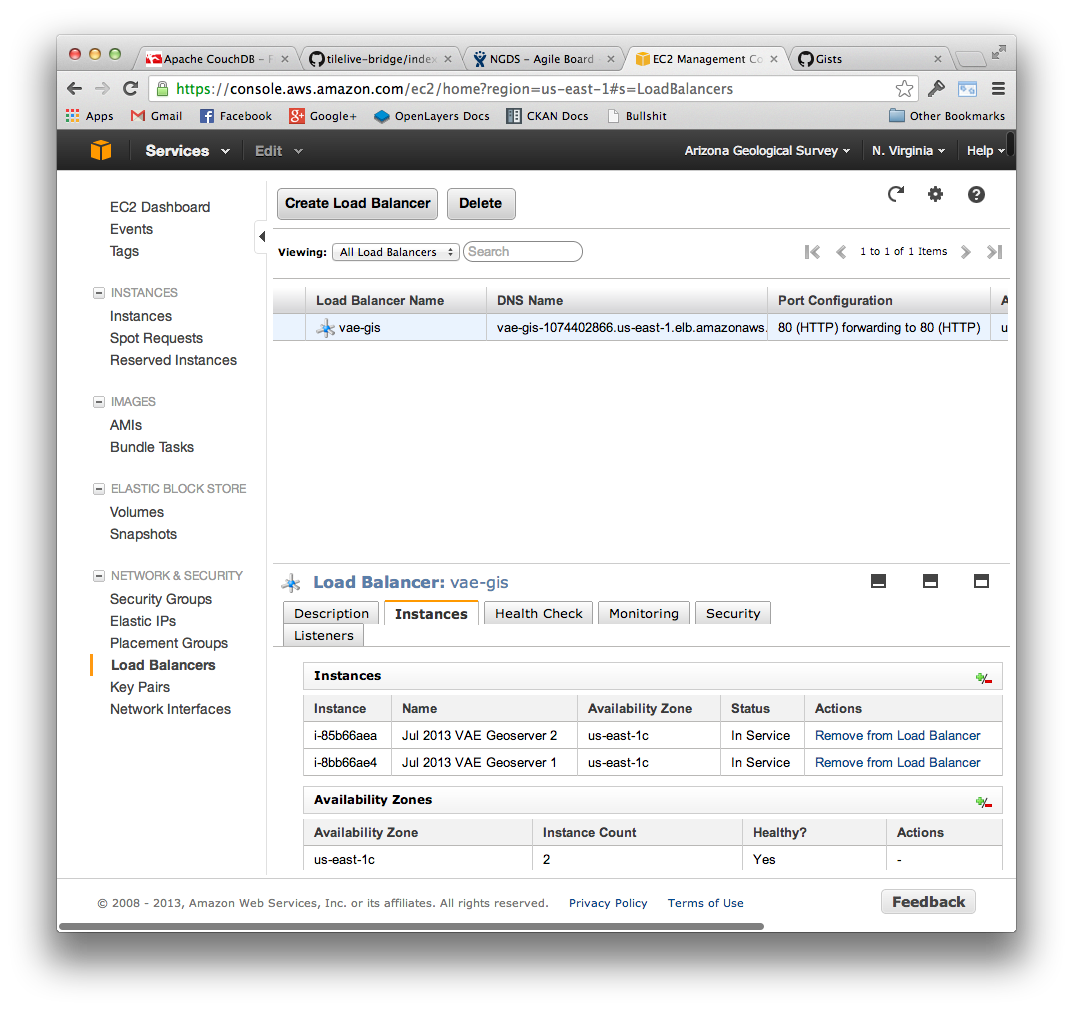 Apache CouchDB – F
tilelive-bridge/index
NGDS – Agile Board
EC2 Management Co
Gists
https://console.aws.amazon.com/ec2/home?region=us-east-1#s=LoadBalancers
Apps Gmail Facebook Google+ OpenLayers Docs CKAN Docs Bullshit Other Bookmarks
Services Edit Arizona Geological Survey N. Virginia Help
EC2 Dashboard
Events
Tags
INSTANCES
Instances
Spot Requests
Reserved Instances
IMAGES
AMIs
Bundle Tasks
ELASTIC BLOCK STORE
Volumes
Snapshots
NETWORK & SECURITY
Security Groups
Elastic IPs
Placement Groups
Load Balancers
Key Pairs
Network Interfaces
Create Load Balancer Delete
Viewing: All Load Balancers Search 1 to 1 of 1 Items
Load Balancer Name DNS Name Port Configuration A
vae-gis vae-gis-1074402866.us-east-1.elb.amazonaws. 80 (HTTP) forwarding to 80 (HTTP) u
Load Balancer: vae-gis
Description Instances Health Check Monitoring Security
Listeners
Instances
Instance Name Availability Zone Status Actions
i-85b66aea Jul 2013 VAE Geoserver 2 us-east-1c In Service Remove from Load Balancer
i-8bb66ae4 Jul 2013 VAE Geoserver 1 us-east-1c In Service Remove from Load Balancer
Availability Zones
Availability Zone Instance Count Healthy? Actions
us-east-1c 2 Yes -
© 2008 - 2013, Amazon Web Services, Inc. or its affiliates. All rights reserved. Privacy Policy Terms of Use Feedback